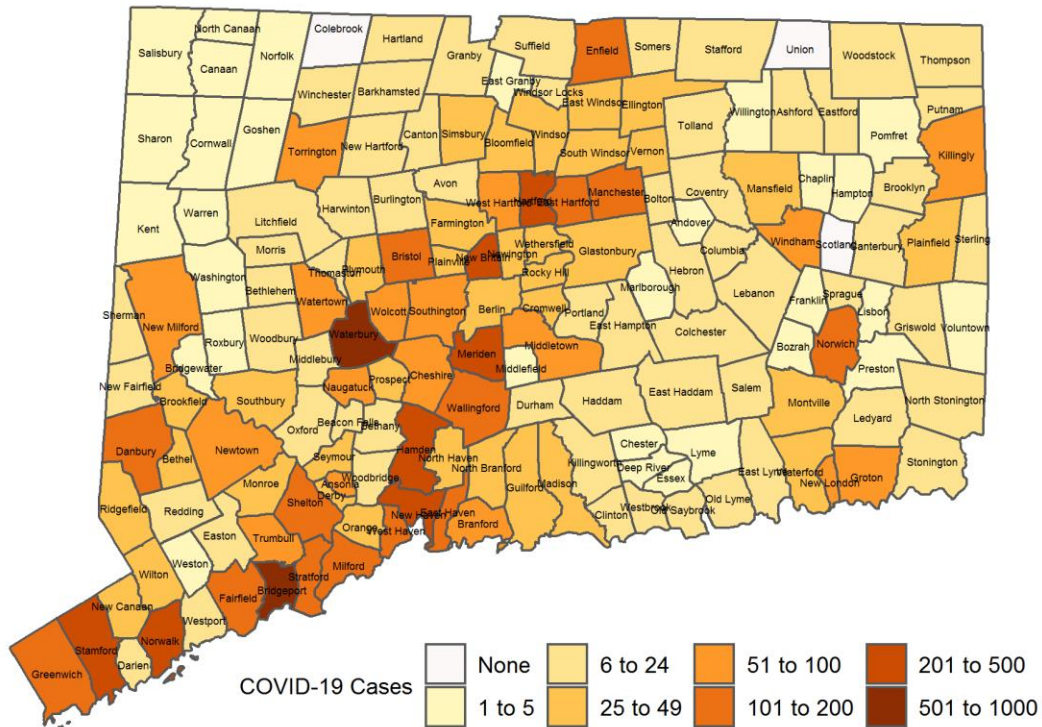 North Canaan
Colebrook
Hartland
Suffield
Enfield
Somers
Stafford
Union
Woodstock
Thompson
Salisbury
Norfolk
Granby
Canaan
East Granby
Windsor Locks
Winchester
Barkhamsted
East Windsor
Ellington
Willington
Ashford
Eastford
Putnam
Sharon
Cornwall
Goshen
Torrington
New Hartford
Canton
Simsbury
Bloomfield
Windsor
South Windsor
Vernon
Tolland
Pomfret
Killingly
Kent
Warren
Litchfield
Harwinton
Burlington
Avon
West Hartford
Hartford
East Hartford
Manchester
Bolton
Coventry
Mansfield
Chaplin
Hampton
Brooklyn
Farmington
Andover
Morris
Bristol
Plainville
New Britain
Newington
Wethersfield
Glastonbury
Columbia
Windham
Scotland
Canterbury
Plainfield
Sterling
Washington
Bethlehem
Thomaston
Plymouth
Rocky Hill
Hebron
Marlborough
Lebanon
Franklin
Sprague
Lisbon
Griswold
Voluntown
Sherman
New Milford
Watertown
Wolcott
Southington
Berlin
Cromwell
Portland
East Hampton
Colchester
Roxbury
Woodbury
Waterbury
Middlebury
Meriden
Middletown
Middlefield
Bozrah
Norwich
Preston
Bridgewater
New Fairfield
Brookfield
Southbury
Naugatuck
Prospect
Cheshire
Wallingford
Durham
Haddam
East Haddam
Salem
Montville
Ledyard
North Stonington
Oxford
Beacon Falls
Bethany
Danbury
Bethel
Newtown
Seymour
Hamden
North Haven
North Branford
Killingworth
Chester
Deep River
Essex
Lyme
East Lyme
Waterford
New London
Groton
Stonington
Monroe
Ansonia
Derby
Woodbridge
Guilford
Madison
Ridgefield
Redding
Shelton
Orange
New Haven
East Haven
West Haven
Branford
Clinton
Westbrook
Old Saybrook
Old Lyme
Easton
Trumbull
Milford
Stratford
Weston
Wilton
Bridgeport
Fairfield
New Canaan
Westport
Norwalk
Stamford
Darien
Greenwich
COVID-19 Cases
None
6 to 24
51 to 100
201 to 500
1 to 5
25 to 49
101 to 200
501 to 1000